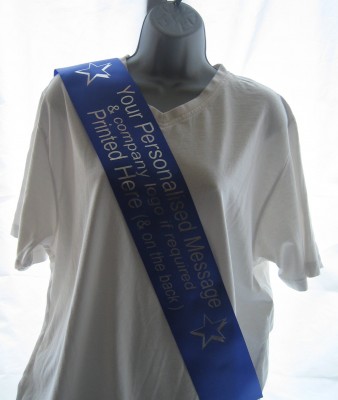 Your Personalised Message
& company logo if required
Printed Here (& on the back)